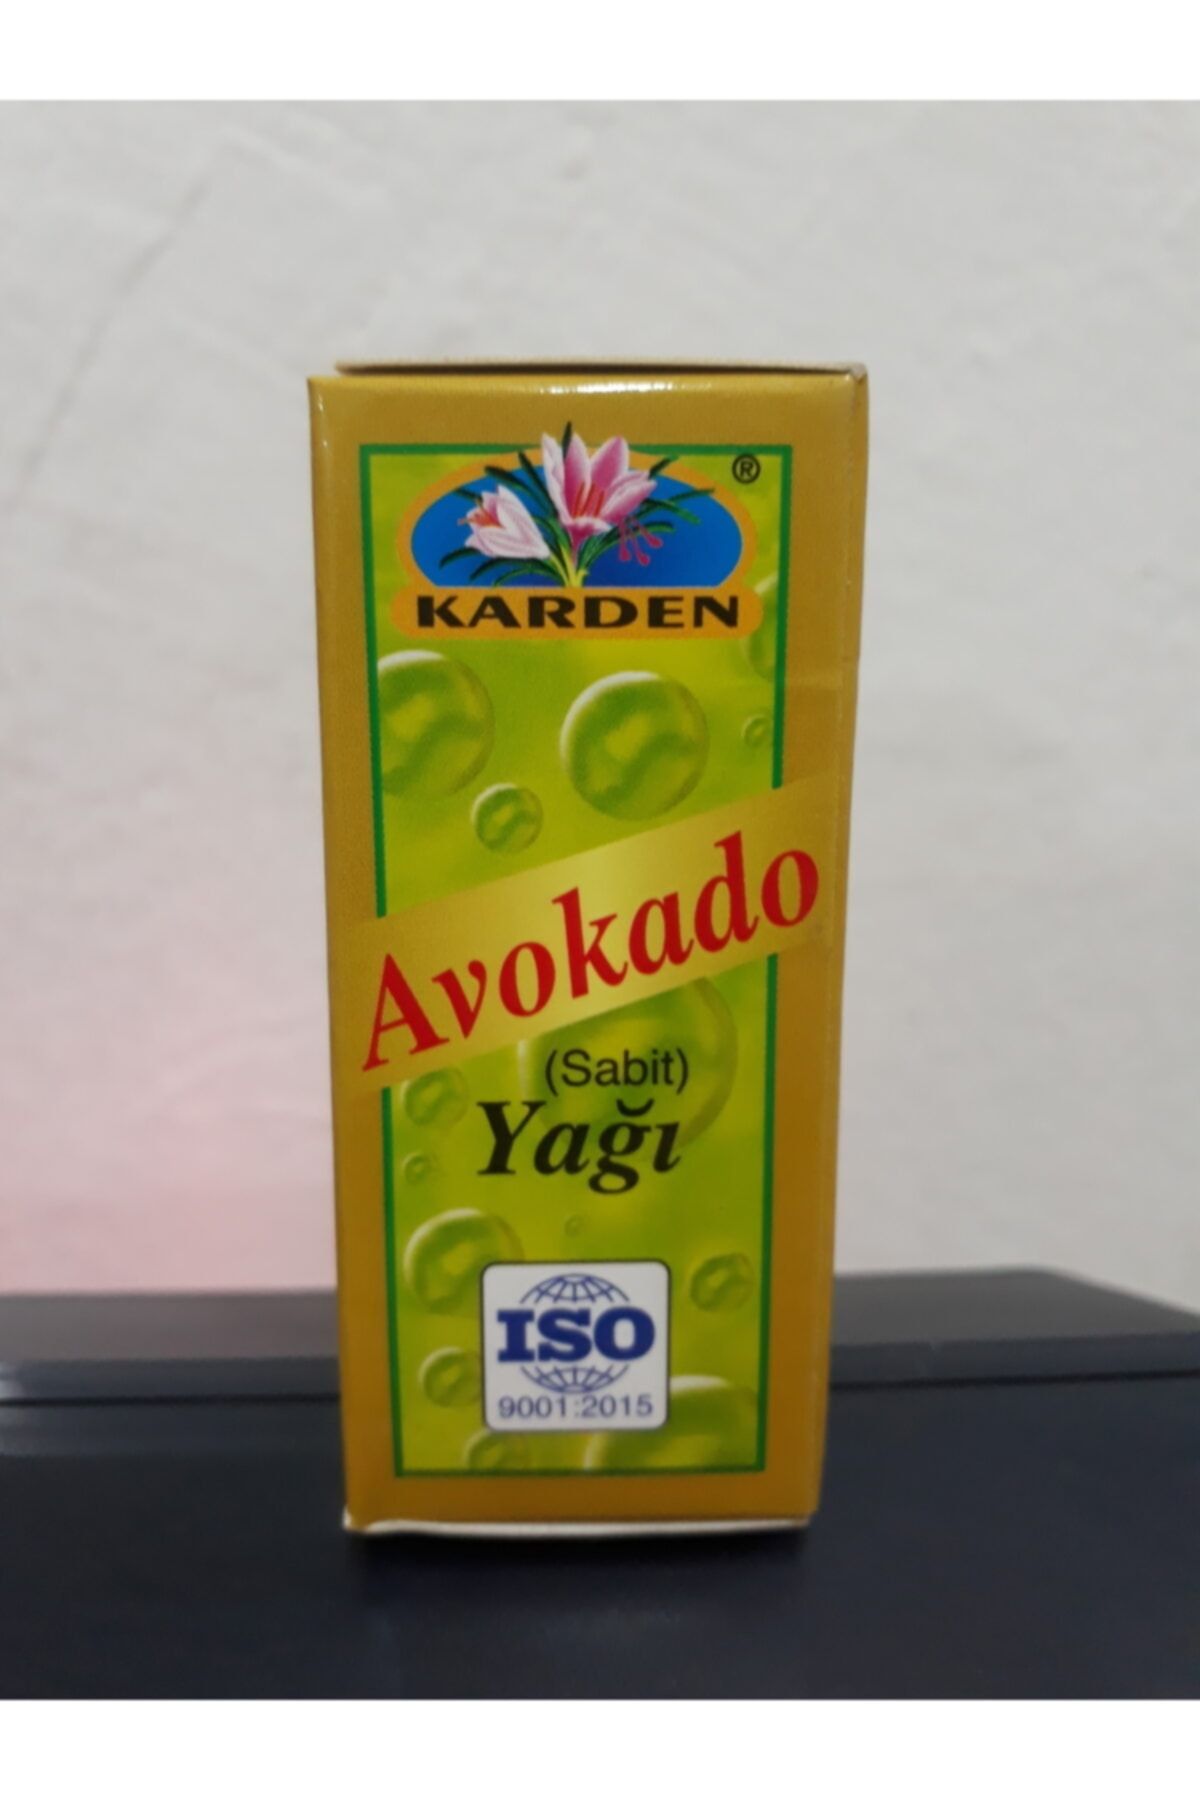 ®
KARDEN
Avokado
(Sabit)
Yağı
ISO
9001:2015